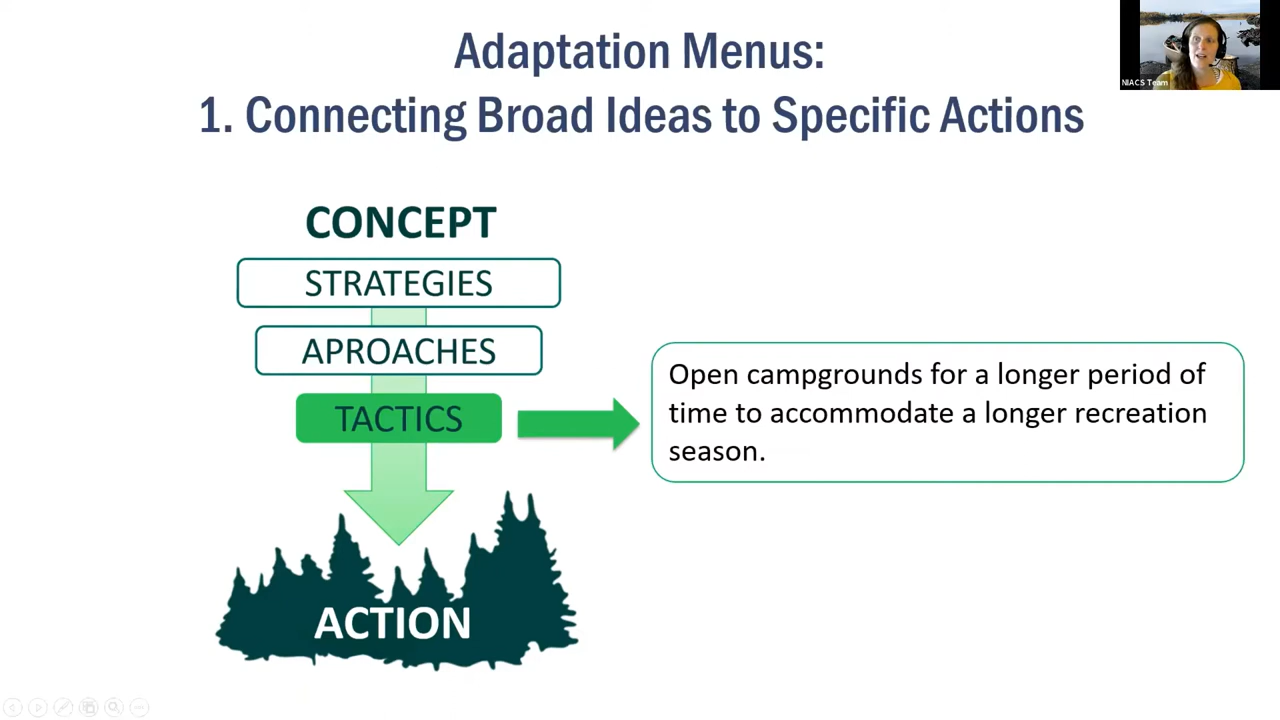 Adaptation Menus:
1. Connecting Broad Ideas to Specific Actions
NIACS Team
CONCEPT
STRATEGIES
APROACHES
TACTICS
Open campgrounds for a longer period of
time to accommodate a longer recreation
season.
ACTION